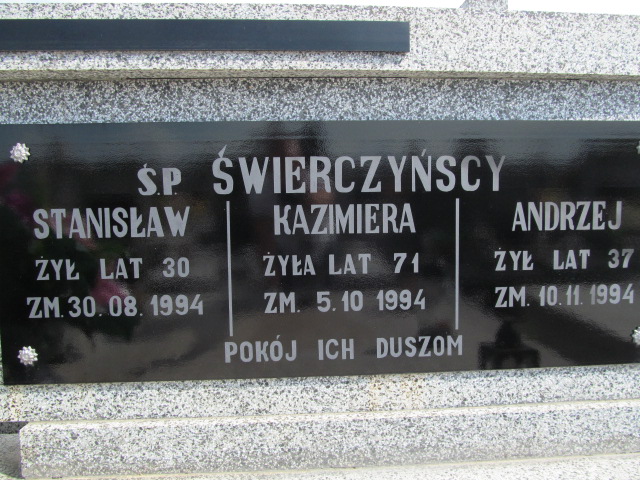 Ś.P. ŚWIERCZYŃSCY
STANISŁAW
ŻYŁ LAT 30
ZM. 30.08.1994
KAZIMIERA
ŻYŁA LAT 71
ZM. 5.10 1994
ANDRZEJ
ŻYŁ LAT 37
ZM. 10.11.1994
POKÓJ ICH DUSZOM